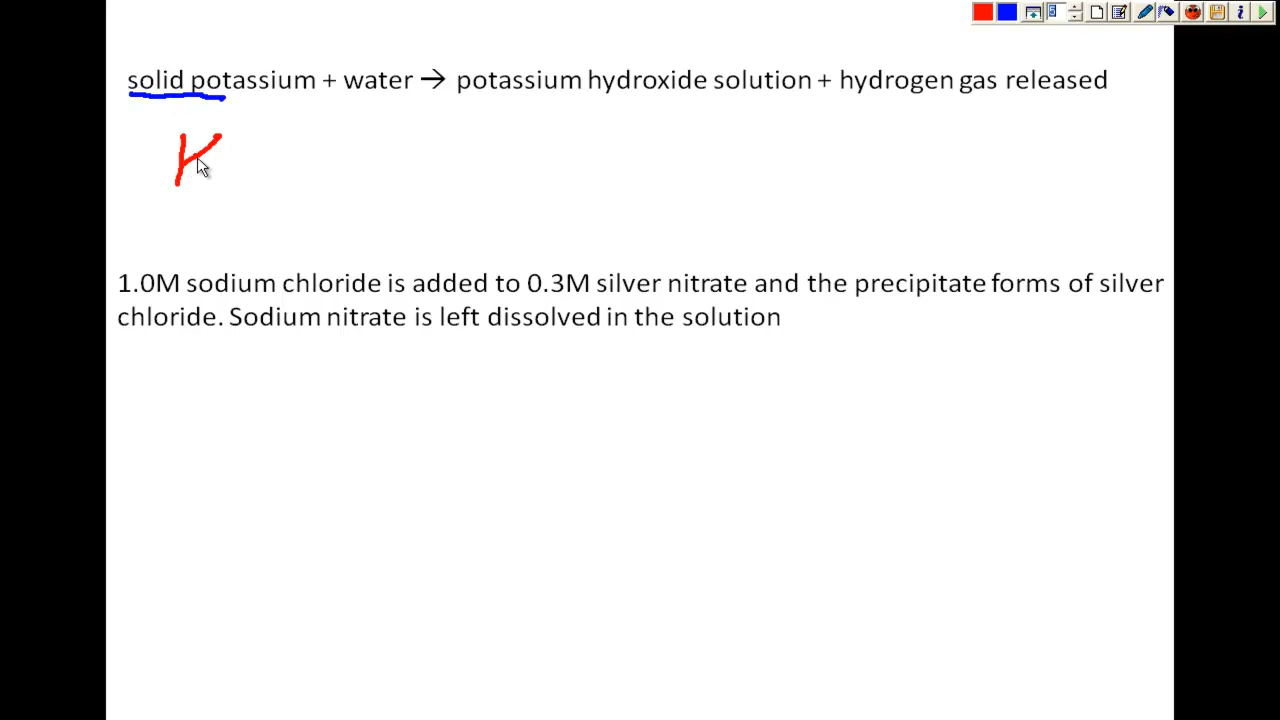 solid potassium + water → potassium hydroxide solution + hydrogen gas released
K
1.0M sodium chloride is added to 0.3M silver nitrate and the precipitate forms of silver
chloride. Sodium nitrate is left dissolved in the solution